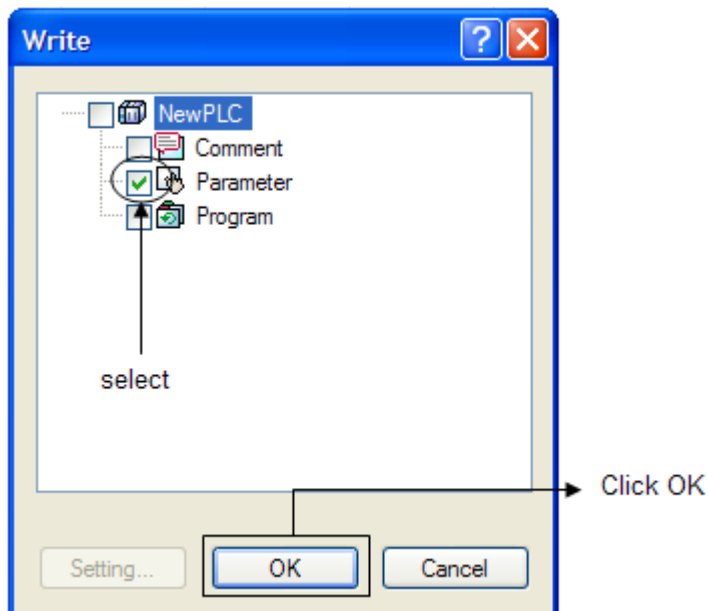 Write
NewPLC
Comment
Parameter
Program
select
Click OK
Setting...
OK
Cancel